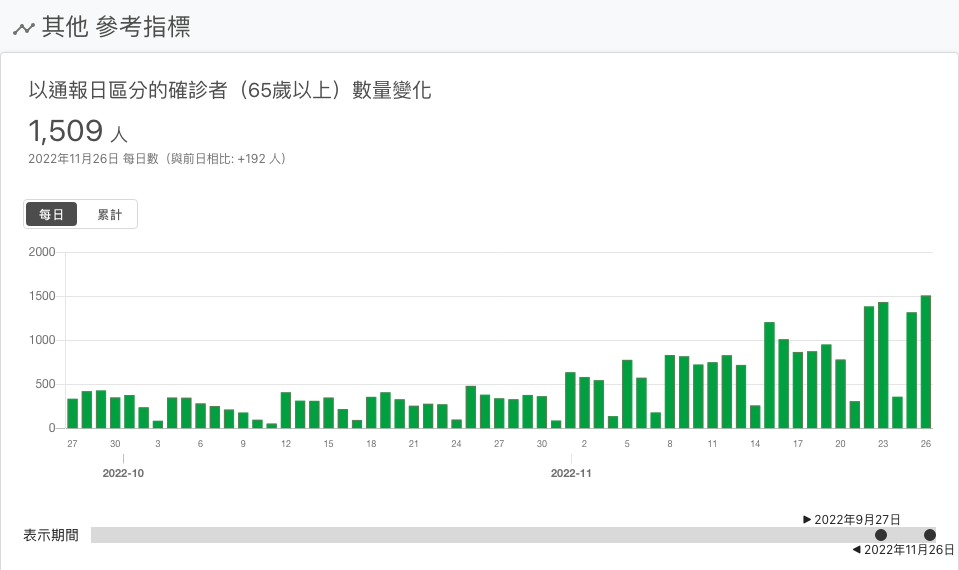 其他 參考指標
以通報日區分的確診者（65歲以上）數量變化
1,509 人
2022年11月26日 每日數（與前日相比: +192 人）
每日 累計
2000
1500
1000
500
0
27 30 3 6 9 12 15 18 21 24 27 30 2 5 8 11 14 17 20 23 26
2022-10 2022-11
▶ 2022年9月27日
表示期間
◀ 2022年11月26日